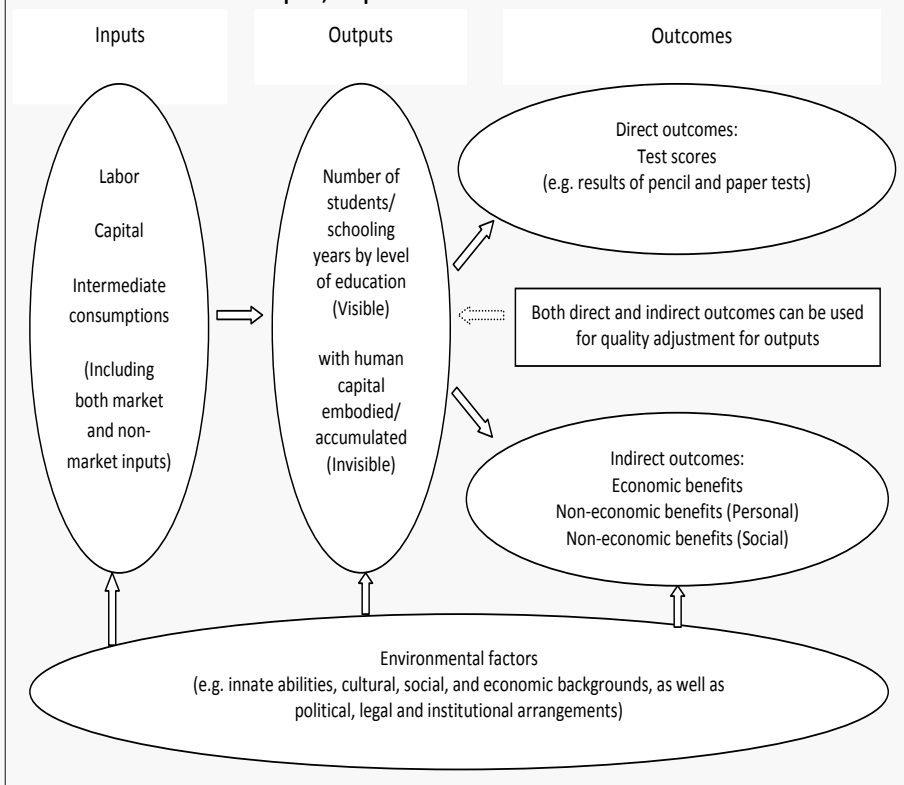 Inputs
Outputs
Outcomes
Labor
Capital
Intermediate
consumptions
(Including
both market
and non-
market inputs)
Number of
students/
schooling
years by level
of education
(Visible)
with human
capital
embodied/
accumulated
(Invisible)
Direct outcomes:
Test scores
(e.g. results of pencil and paper tests)
Both direct and indirect outcomes can be used
for quality adjustment for outputs
Indirect outcomes:
Economic benefits
Non-economic benefits (Personal)
Non-economic benefits (Social)
Environmental factors
(e.g. innate abilities, cultural, social, and economic backgrounds, as well as
political, legal and institutional arrangements)